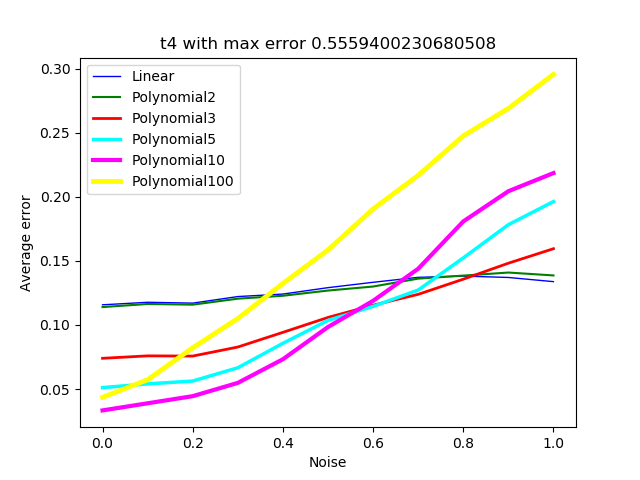 t4 with max error 0.5559400230680508
Linear
Polynomial2
Polynomial3
Polynomial5
Polynomial10
Polynomial100
0.30
0.25
0.20
0.15
0.10
0.05
Average error
0.0 0.2 0.4 0.6 0.8 1.0
Noise